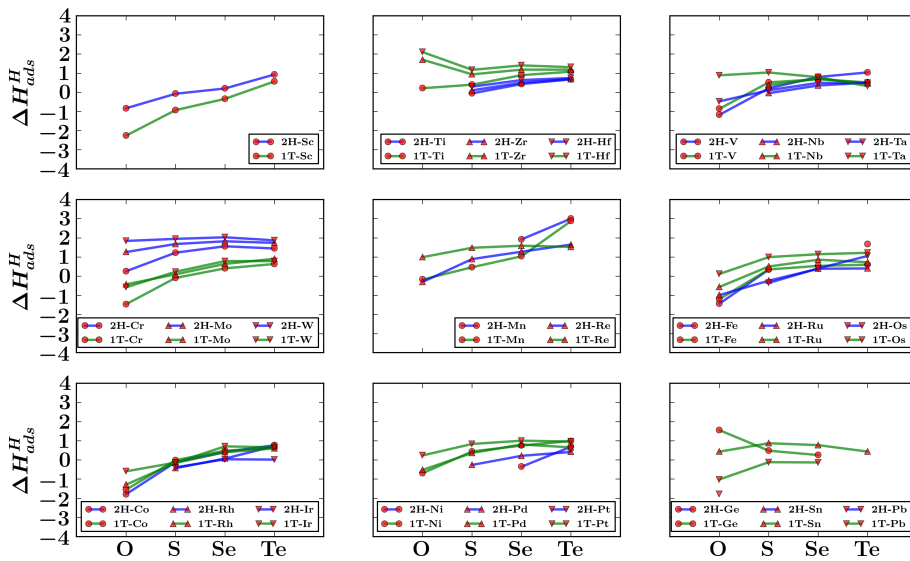 4
3
2
1
0
−1
−2
−3
−4
ΔH_{ads}^{H}
2H-Sc
1T-Sc
2H-Ti 2H-Zr 2H-Hf
1T-Ti 1T-Zr 1T-Hf
2H-V 2H-Nb 2H-Ta
1T-V 1T-Nb 1T-Ta
4
3
2
1
0
−1
−2
−3
−4
ΔH_{ads}^{H}
2H-Cr 2H-Mo 2H-W
1T-Cr 1T-Mo 1T-W
2H-Mn 2H-Re
1T-Mn 1T-Re
2H-Fe 2H-Ru 2H-Os
1T-Fe 1T-Ru 1T-Os
4
3
2
1
0
−1
−2
−3
−4
ΔH_{ads}^{H}
2H-Co 2H-Rh 2H-Ir
1T-Co 1T-Rh 1T-Ir
2H-Ni 2H-Pd 2H-Pt
1T-Ni 1T-Pd 1T-Pt
2H-Ge 2H-Sn 2H-Pb
1T-Ge 1T-Sn 1T-Pb
O S Se Te
O S Se Te
O S Se Te